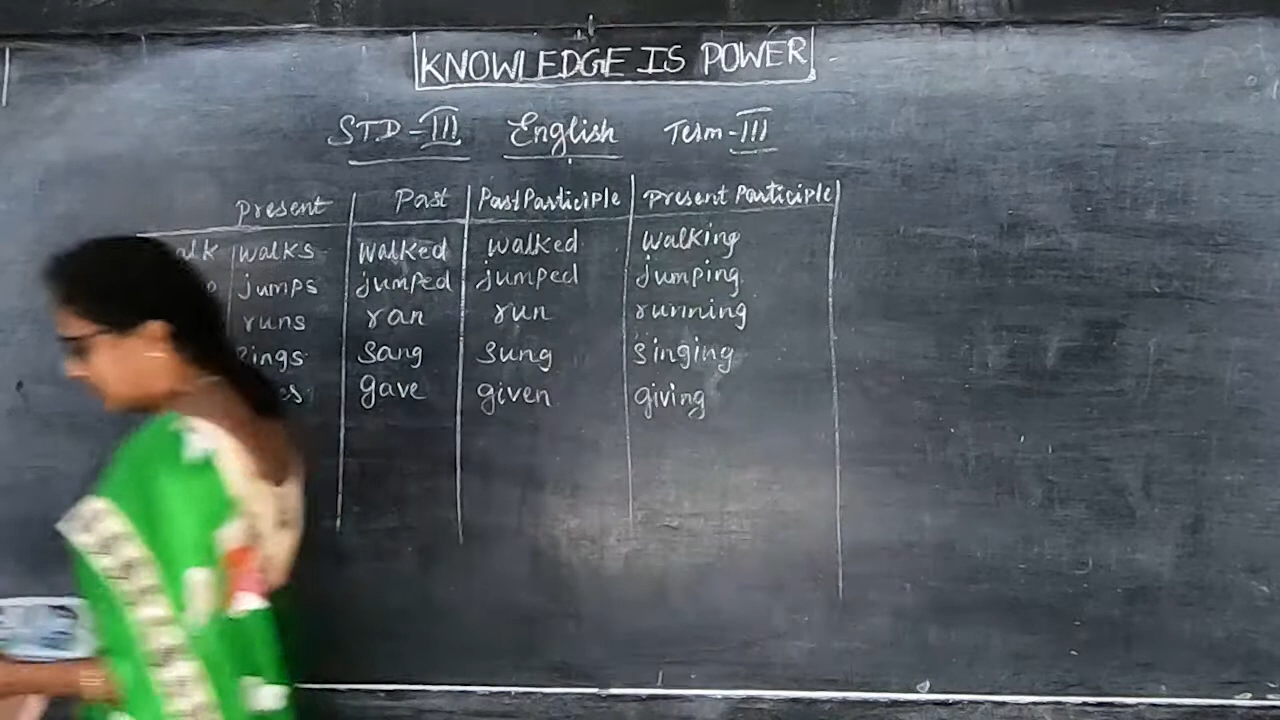 KNOWLEDGE IS POWER
STD-III English Term-III
Present Past Past Participle Present Participle
walks walked walked walking
jumps jumped jumped jumping
runs ran run running
sings sang sung singing
gave given giving